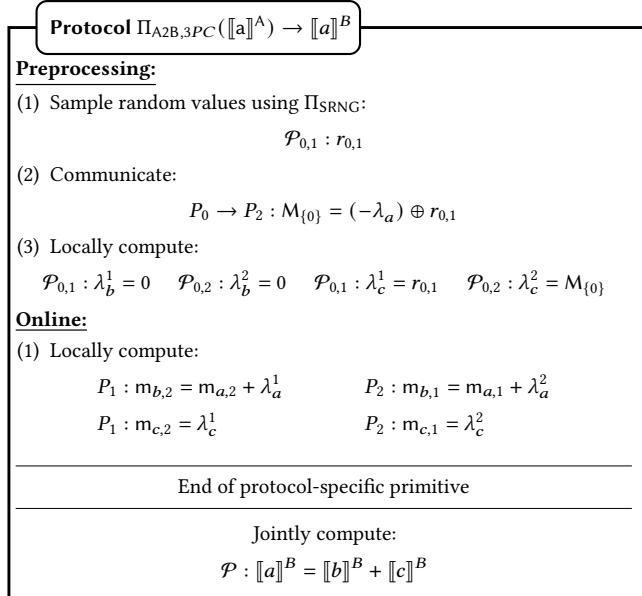 Protocol Π_{A2B,3PC}(⟦a⟧^A) → ⟦a⟧^B
Preprocessing:
(1) Sample random values using Π_{SRNG}:
𝒫_{0,1} : r_{0,1}
(2) Communicate:
P_0 → P_2 : M_{{0}} = (−λ_a) ⊕ r_{0,1}
(3) Locally compute:
𝒫_{0,1} : λ_b^1 = 0 𝒫_{0,2} : λ_b^2 = 0 𝒫_{0,1} : λ_c^1 = r_{0,1} 𝒫_{0,2} : λ_c^2 = M_{{0}}
Online:
(1) Locally compute:
P_1 : m_{b,2} = m_{a,2} + λ_a^1 P_2 : m_{b,1} = m_{a,1} + λ_a^2
P_1 : m_{c,2} = λ_c^1 P_2 : m_{c,1} = λ_c^2
End of protocol-specific primitive
Jointly compute:
𝒫 : ⟦a⟧^B = ⟦b⟧^B + ⟦c⟧^B